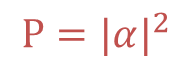 P = |α|²